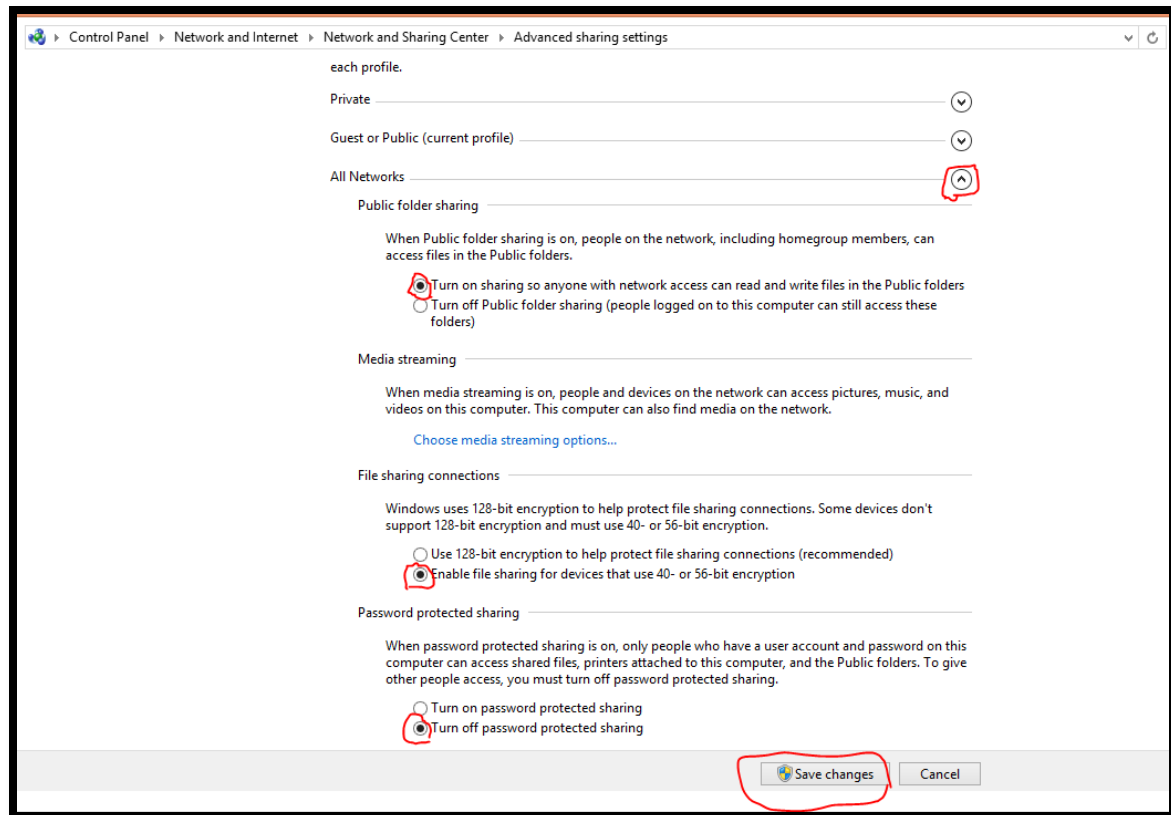 Control Panel Network and Internet Network and Sharing Center Advanced sharing settings
each profile.
Private
Guest or Public (current profile)
All Networks
Public folder sharing
When Public folder sharing is on, people on the network, including homegroup members, can
access files in the Public folders.
Turn on sharing so anyone with network access can read and write files in the Public folders
Turn off Public folder sharing (people logged on to this computer can still access these
folders)
Media streaming
When media streaming is on, people and devices on the network can access pictures, music, and
videos on this computer. This computer can also find media on the network.
Choose media streaming options...
File sharing connections
Windows uses 128-bit encryption to help protect file sharing connections. Some devices don't
support 128-bit encryption and must use 40- or 56-bit encryption.
Use 128-bit encryption to help protect file sharing connections (recommended)
Enable file sharing for devices that use 40- or 56-bit encryption
Password protected sharing
When password protected sharing is on, only people who have a user account and password on this
computer can access shared files, printers attached to this computer, and the Public folders. To give
other people access, you must turn off password protected sharing.
Turn on password protected sharing
Turn off password protected sharing
Save changes Cancel